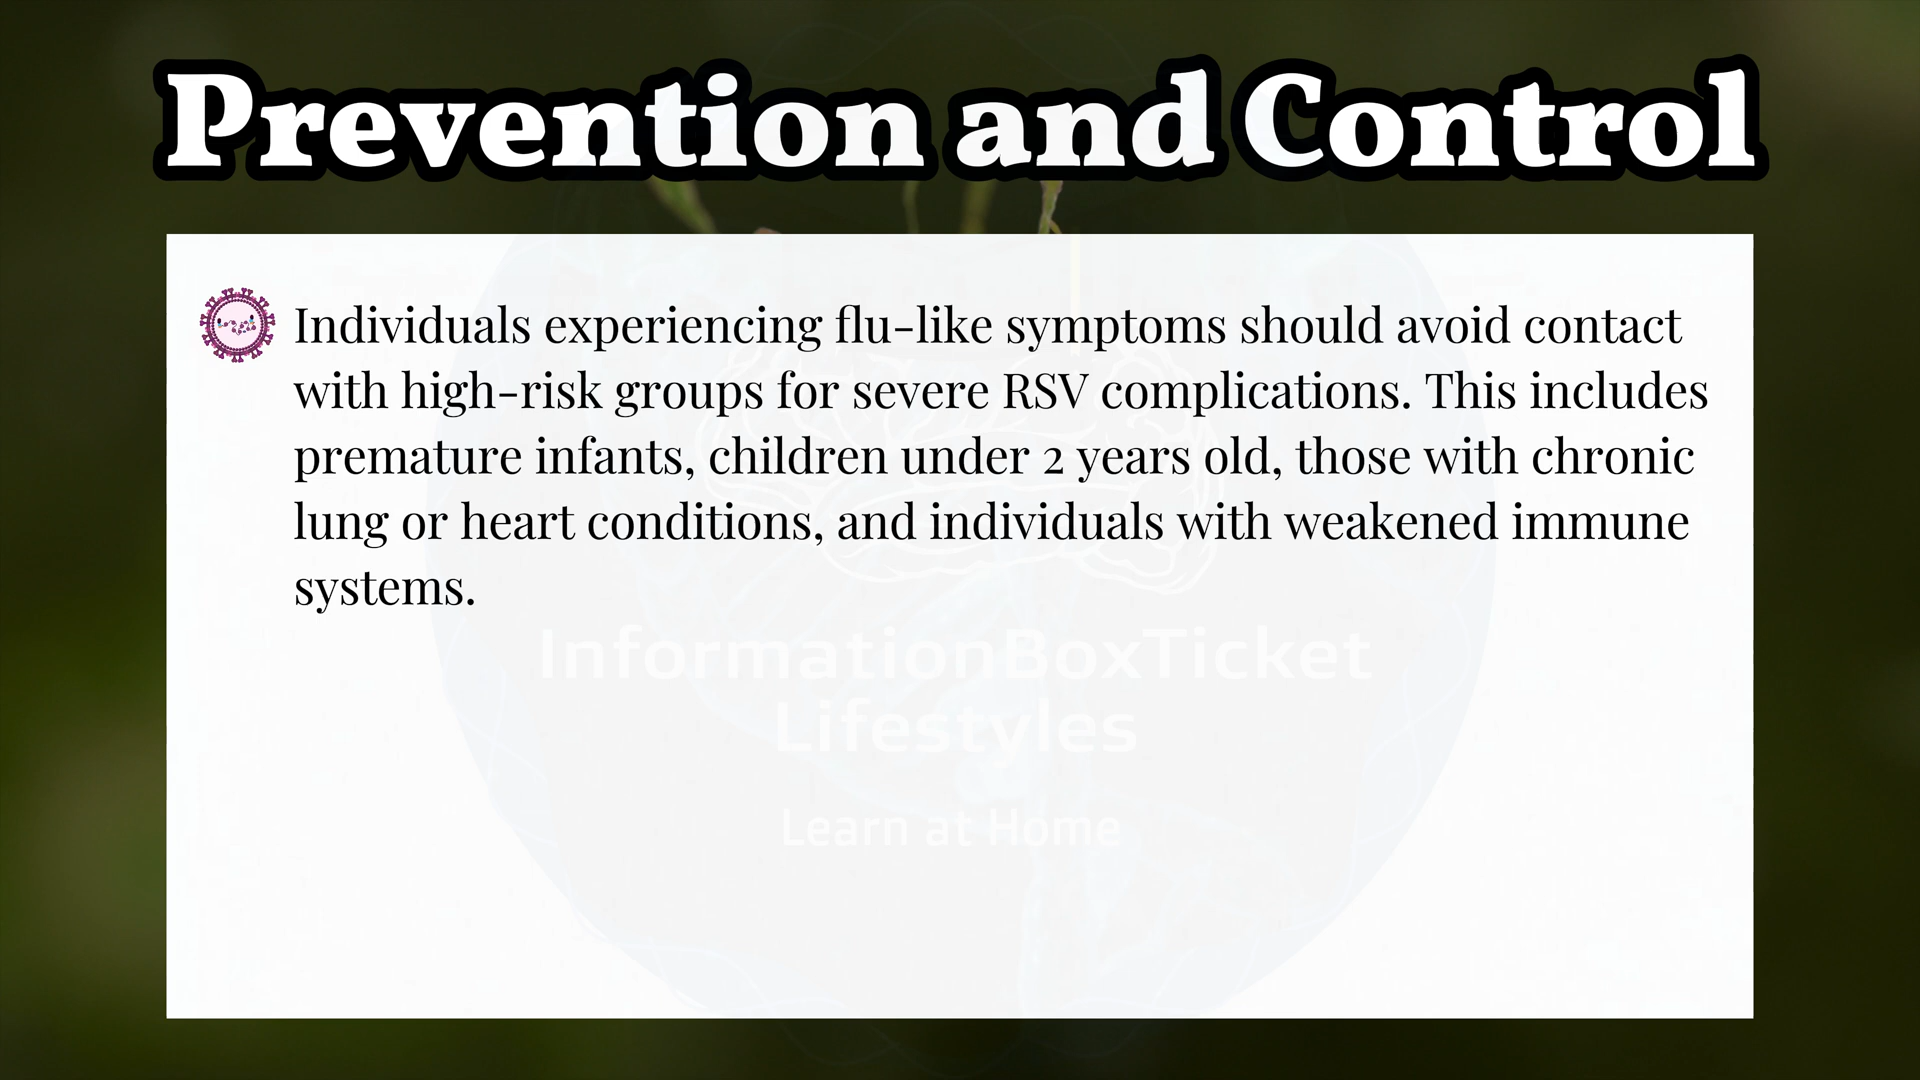 Prevention and Control
Individuals experiencing flu-like symptoms should avoid contact
with high-risk groups for severe RSV complications. This includes
premature infants, children under 2 years old, those with chronic
lung or heart conditions, and individuals with weakened immune
systems.
InformationBoxTicket
Lifestyles
Learn at Home